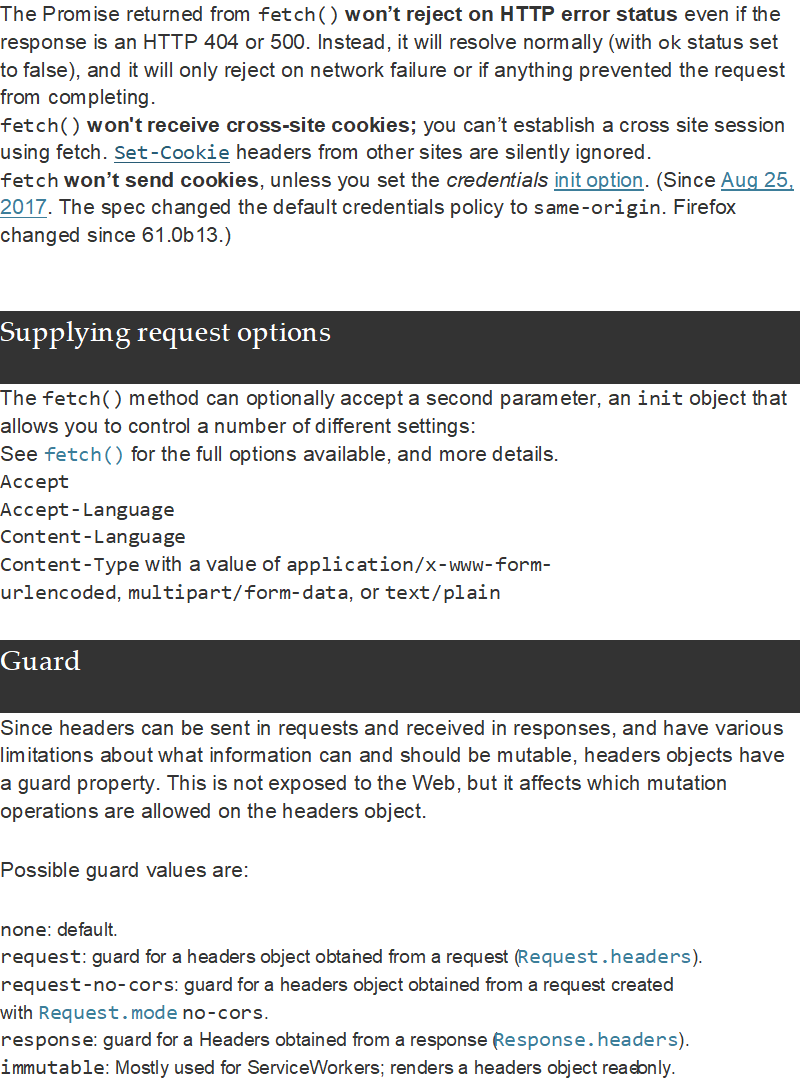 The Promise returned from fetch() won’t reject on HTTP error status even if the
response is an HTTP 404 or 500. Instead, it will resolve normally (with ok status set
to false), and it will only reject on network failure or if anything prevented the request
from completing.
fetch() won't receive cross-site cookies; you can’t establish a cross site session
using fetch. Set-Cookie headers from other sites are silently ignored.
fetch won’t send cookies, unless you set the credentials init option. (Since Aug 25,
2017. The spec changed the default credentials policy to same-origin. Firefox
changed since 61.0b13.)
Supplying request options
The fetch() method can optionally accept a second parameter, an init object that
allows you to control a number of different settings:
See fetch() for the full options available, and more details.
Accept
Accept-Language
Content-Language
Content-Type with a value of application/x-www-form-
urlencoded, multipart/form-data, or text/plain
Guard
Since headers can be sent in requests and received in responses, and have various
limitations about what information can and should be mutable, headers objects have
a guard property. This is not exposed to the Web, but it affects which mutation
operations are allowed on the headers object.
Possible guard values are:
none: default.
request: guard for a headers object obtained from a request (Request.headers).
request-no-cors: guard for a headers object obtained from a request created
with Request.mode no-cors.
response: guard for a Headers obtained from a response (Response.headers).
immutable: Mostly used for ServiceWorkers; renders a headers object readonly.